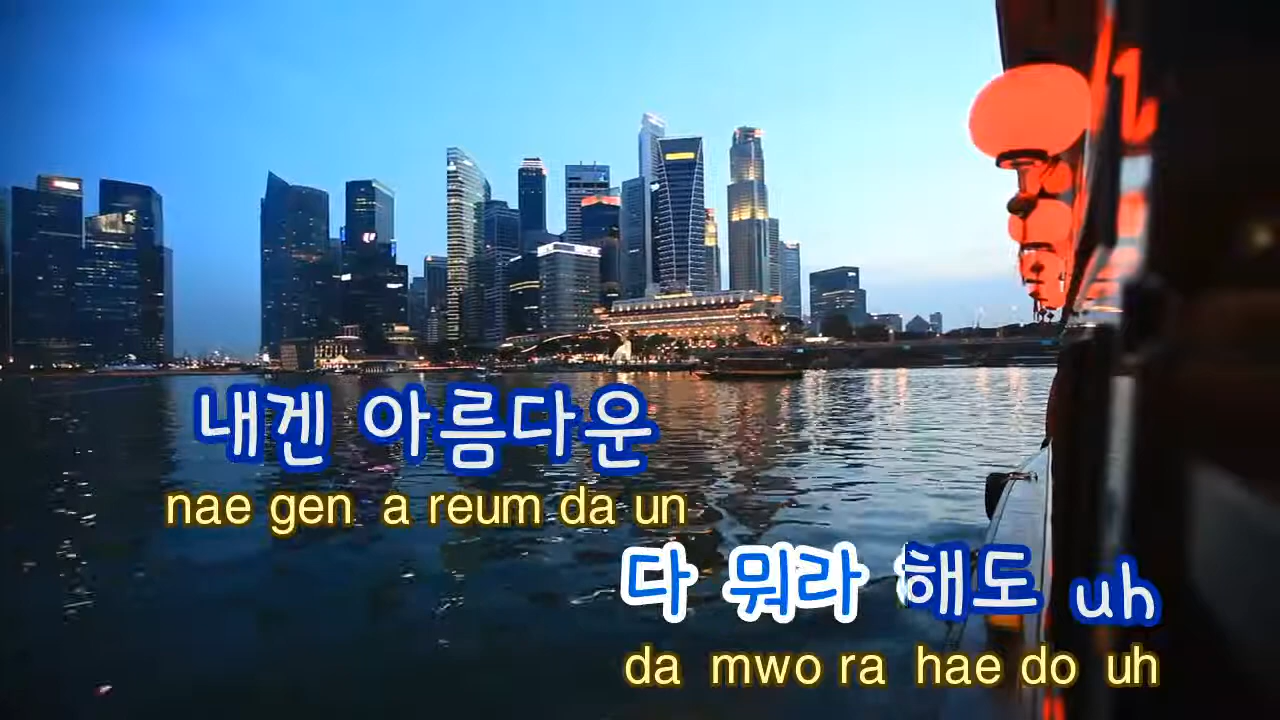 내겐 아름다운
nae gen a reum da un
다 뭐라 해도 uh
da mwo ra hae do uh